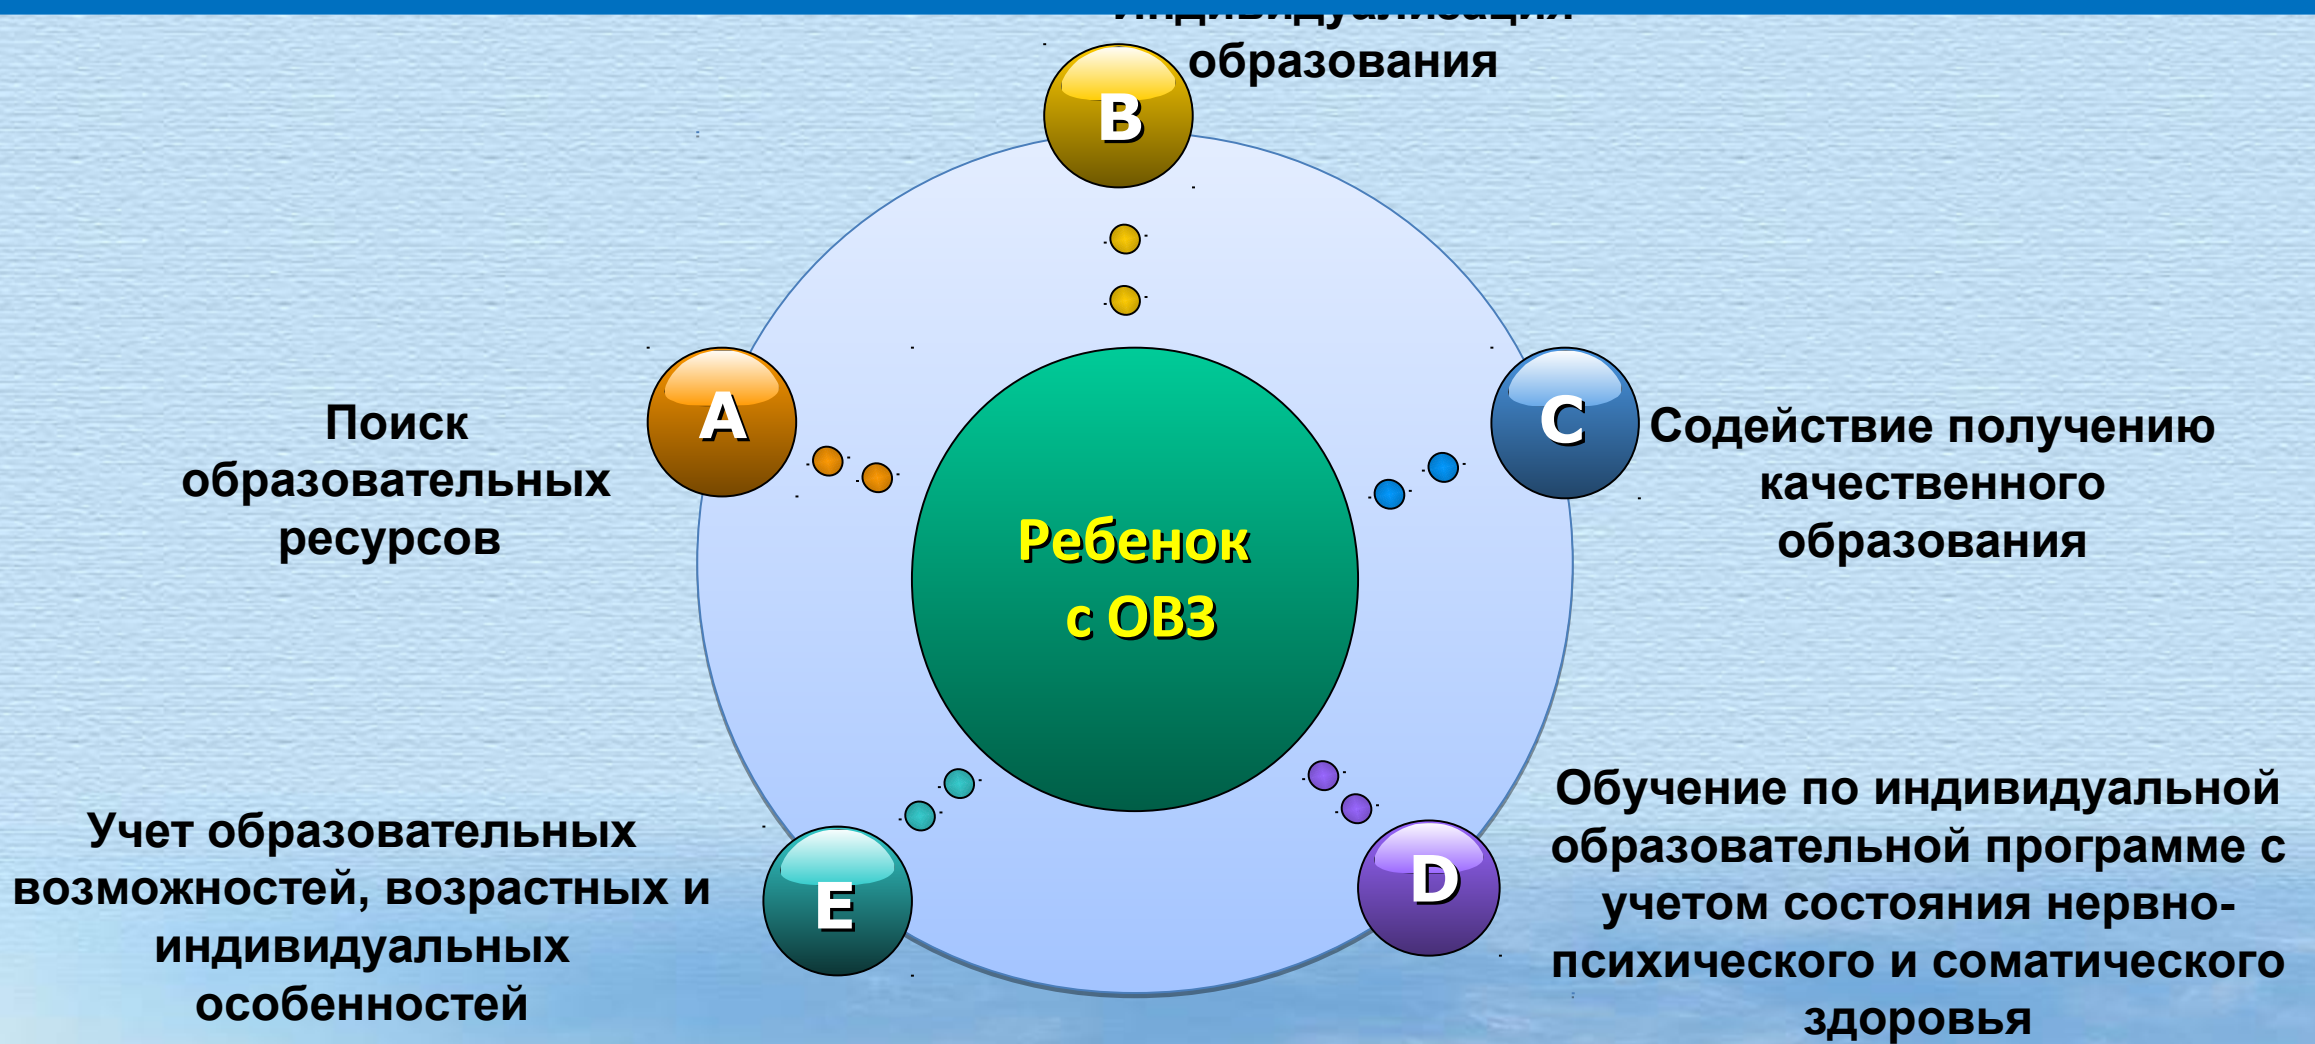 Индивидуализация
образования
B
A
Поиск
образовательных
ресурсов
C
Содействие получению
качественного
образования
Ребенок
с ОВЗ
E
Учет образовательных
возможностей, возрастных и
индивидуальных
особенностей
D
Обучение по индивидуальной
образовательной программе с
учетом состояния нервно-
психического и соматического
здоровья